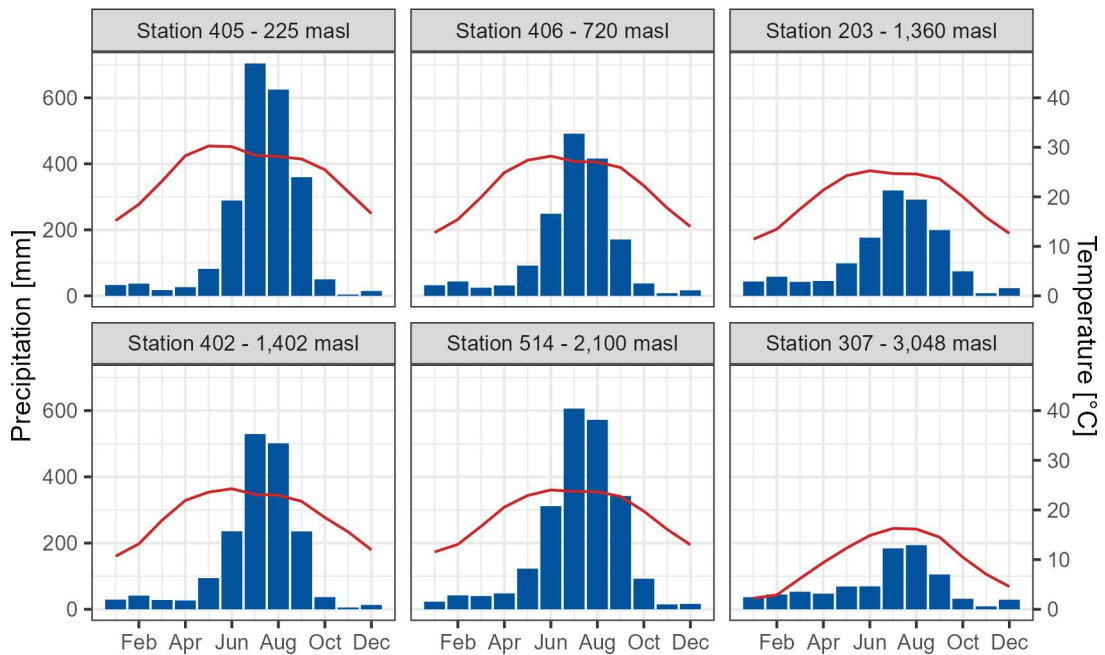 Station 405 - 225 masl
Station 406 - 720 masl
Station 203 - 1,360 masl
600
400
200
0
40
30
20
10
0
Precipitation [mm]
Temperature [°C]
Station 402 - 1,402 masl
Station 514 - 2,100 masl
Station 307 - 3,048 masl
600
400
200
0
40
30
20
10
0
Feb Apr Jun Aug Oct Dec
Feb Apr Jun Aug Oct Dec
Feb Apr Jun Aug Oct Dec